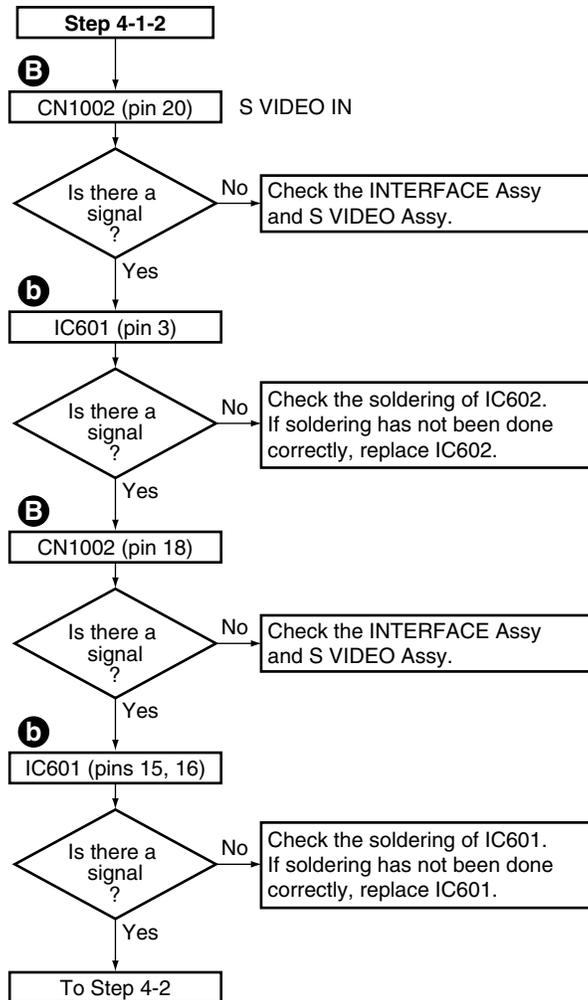 Step 4-1-2
B
CN1002 (pin 20) S VIDEO IN
Is there a
signal
?
No
Check the INTERFACE Assy
and S VIDEO Assy.
Yes
b
IC601 (pin 3)
Is there a
signal
?
No
Check the soldering of IC602.
If soldering has not been done
correctly, replace IC602.
Yes
B
CN1002 (pin 18)
Is there a
signal
?
No
Check the INTERFACE Assy
and S VIDEO Assy.
Yes
b
IC601 (pins 15, 16)
Is there a
signal
?
No
Check the soldering of IC601.
If soldering has not been done
correctly, replace IC601.
Yes
To Step 4-2